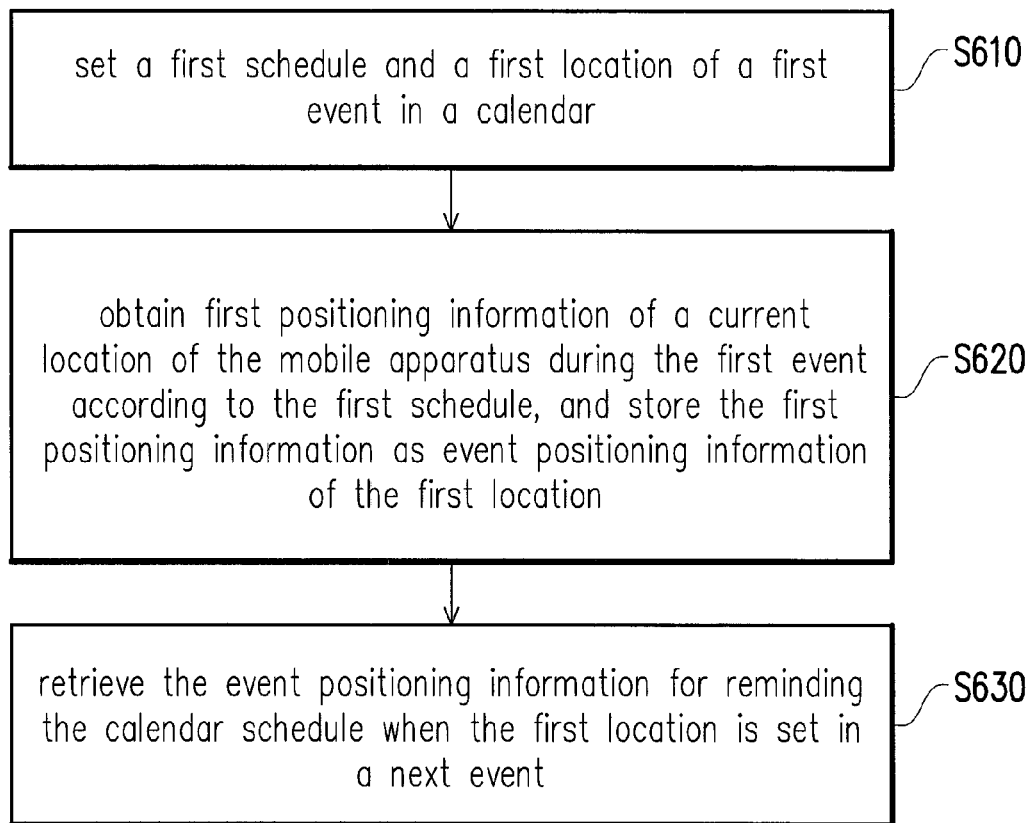 set a first schedule and a first location of a first
event in a calendar
S610
obtain first positioning information of a current
location of the mobile apparatus during the first event
according to the first schedule, and store the first
positioning information as event positioning information
of the first location
S620
retrieve the event positioning information for reminding
the calendar schedule when the first location is set in
a next event
S630